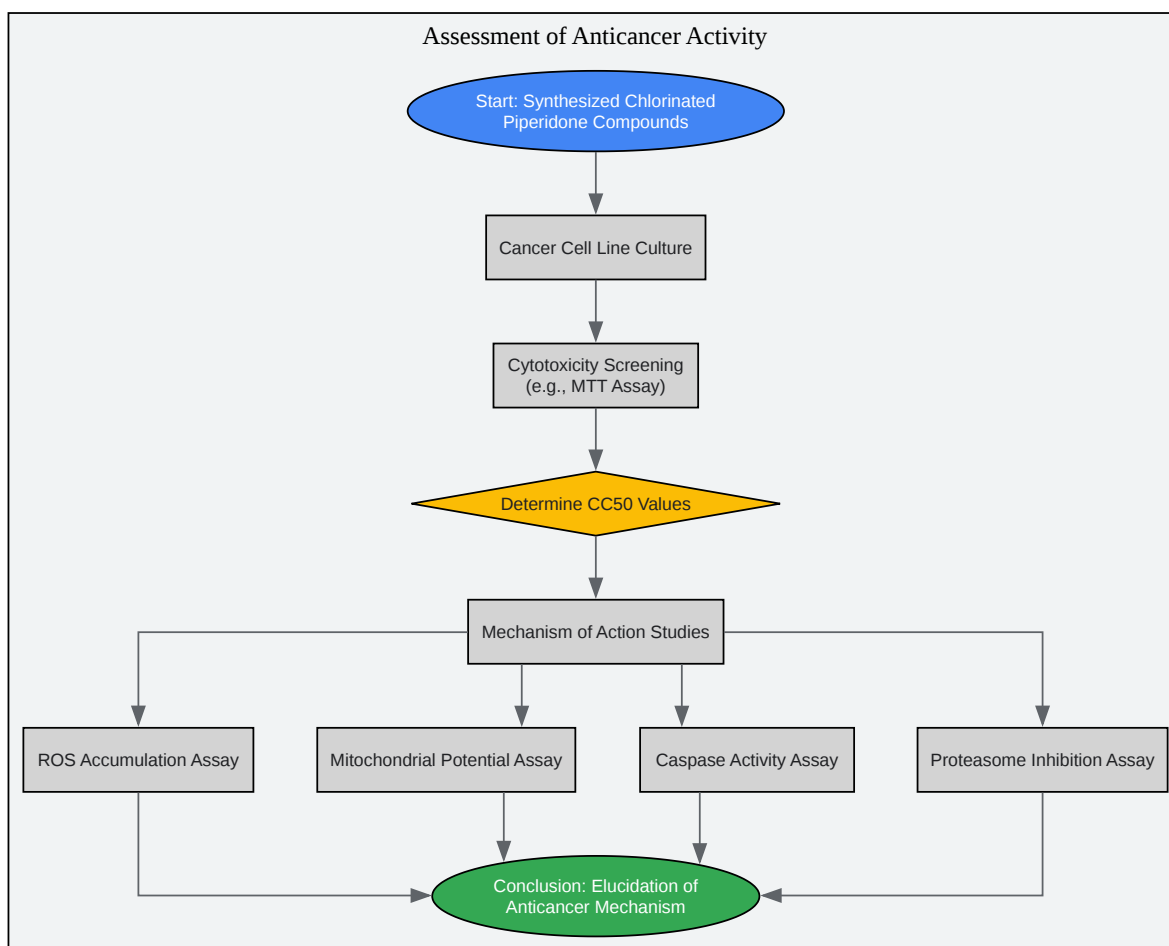 Assessment of Anticancer Activity
Start: Synthesized Chlorinated
Piperidone Compounds
Cancer Cell Line Culture
Cytotoxicity Screening
(e.g., MTT Assay)
Determine CC50 Values
Mechanism of Action Studies
ROS Accumulation Assay
Mitochondrial Potential Assay
Caspase Activity Assay
Proteasome Inhibition Assay
Conclusion: Elucidation of
Anticancer Mechanism